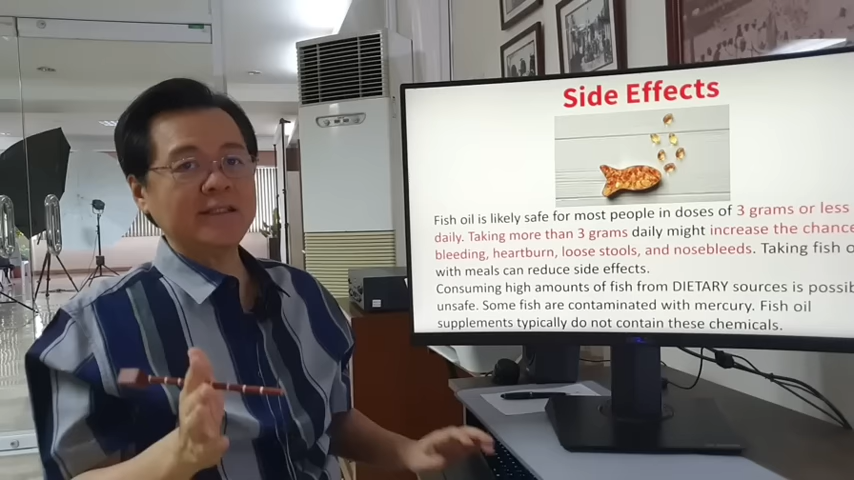 Side Effects
Fish oil is likely safe for most people in doses of 3 grams or less
daily. Taking more than 3 grams daily might increase the chance
bleeding, heartburn, loose stools, and nosebleeds. Taking fish o
with meals can reduce side effects.
Consuming high amounts of fish oil from DIETARY sources is possibl
unsafe. Some fish are contaminated with mercury. Fish oil
supplements typically do not contain these chemicals.